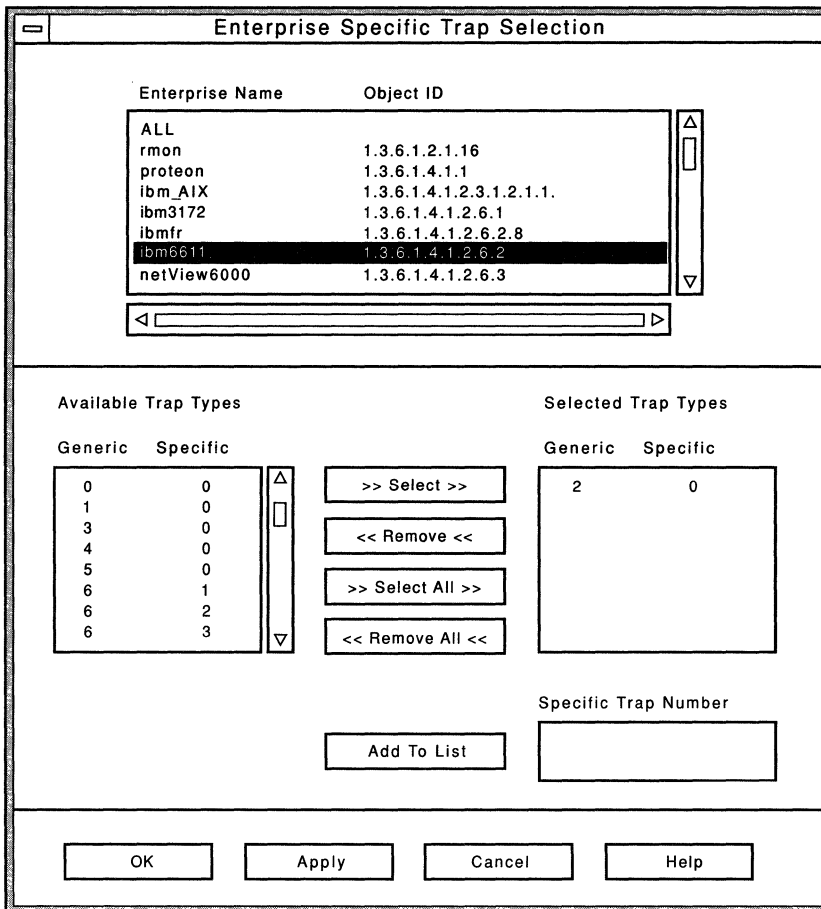 Enterprise Specific Trap Selection
Enterprise Name Object ID
ALL
rmon 1.3.6.1.2.1.16
proteon 1.3.6.1.4.1.1
ibm_AIX 1.3.6.1.4.1.2.3.1.2.1.1.
ibm3172 1.3.6.1.4.1.2.6.1
ibmfr 1.3.6.1.4.1.2.6.2.8
ibm6611 1.3.6.1.4.1.2.6.2
netView6000 1.3.6.1.4.1.2.6.3
Available Trap Types
Generic Specific
0 0
1 0
3 0
4 0
5 0
6 1
6 2
6 3
>> Select >>
<< Remove <<
>> Select All >>
<< Remove All <<
Selected Trap Types
Generic Specific
2 0
Specific Trap Number
Add To List
OK Apply Cancel Help